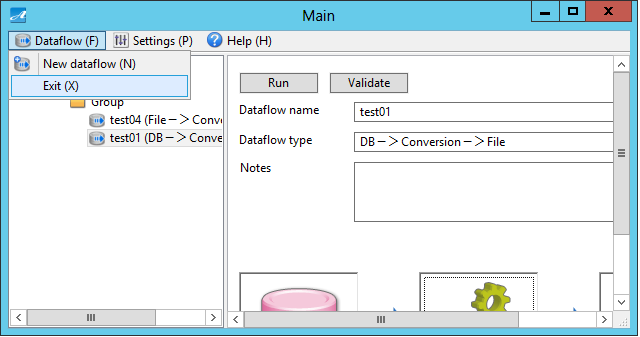 Main
Dataflow (F) Settings (P) Help (H)
New dataflow (N)
Exit (X)
Group
test04 (File－＞Conver
test01 (DB－＞Conve
Run Validate
Dataflow name test01
Dataflow type DB－＞Conversion－＞File
Notes